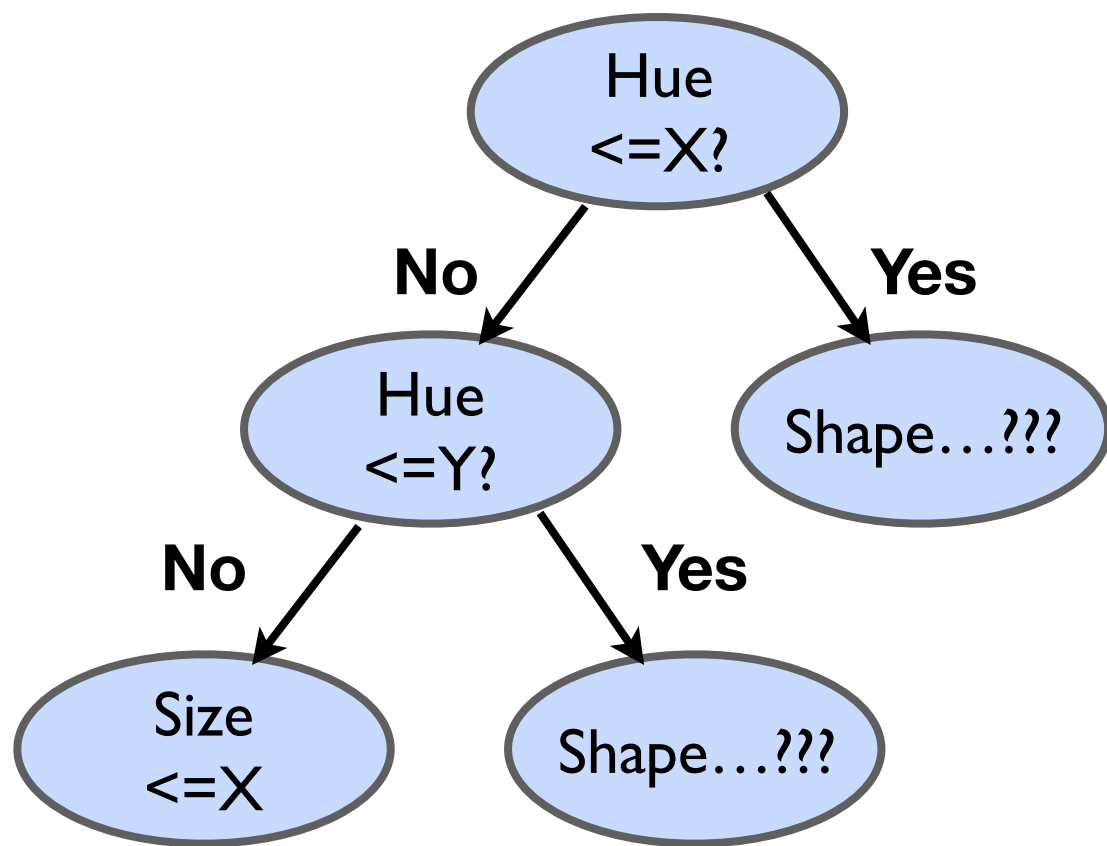 Hue
<=X?
No
Yes
Hue
<=Y?
Shape…???
No
Yes
Size
<=X
Shape…???